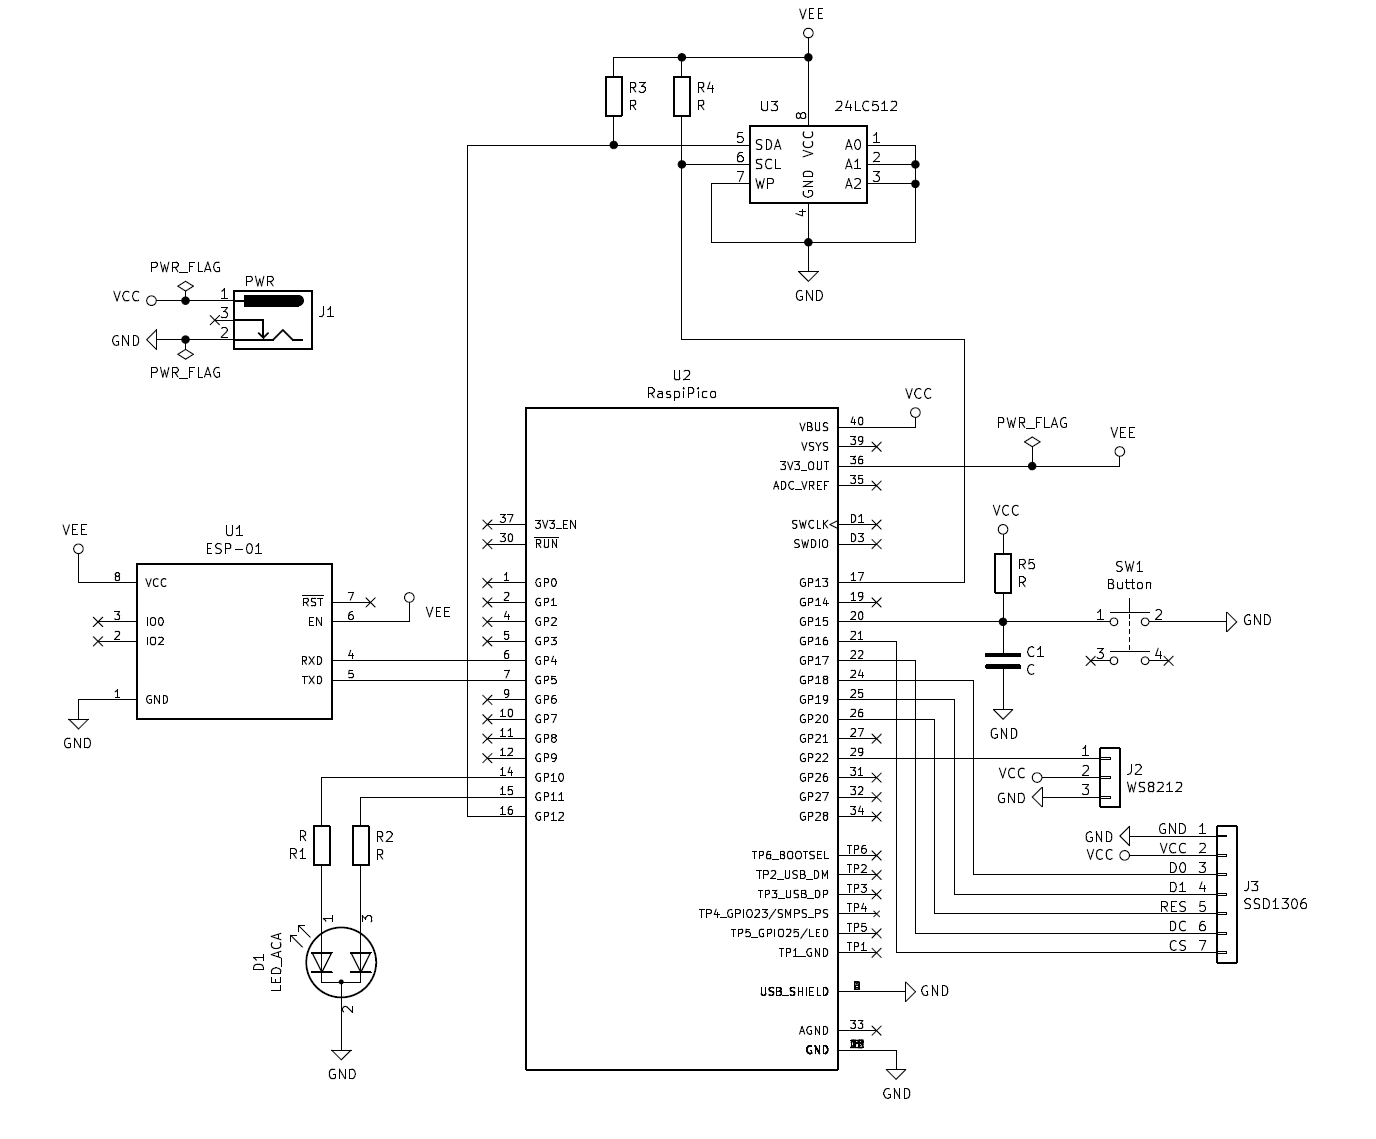 VEE
R3
R
R4
R
U3
24LC512
8
5
SDA
VCC
A0
1
6
SCL
A1
2
7
WP
GND
A2
3
4
GND
PWR_FLAG
PWR
VCC
1
3
J1
GND
2
PWR_FLAG
U2
RaspiPico
VCC
VBUS
40
VSYS
39
3V3_OUT
36
ADC_VREF
35
PWR_FLAG
VEE
37
3V3_EN
SWCLK
D1
30
RUN
SWDIO
D3
1
GP0
GP13
17
2
GP1
GP14
19
4
GP2
GP15
20
5
GP3
GP16
21
6
GP4
GP17
22
7
GP5
GP18
24
9
GP6
GP19
25
10
GP7
GP20
26
11
GP8
GP21
27
12
GP9
GP22
29
14
GP10
GP26
31
15
GP11
GP27
32
16
GP12
GP28
34
TP6_BOOTSEL
TP6
TP2_USB_DM
TP2
TP3_USB_DP
TP3
TP4_GPIO23/SMPS_PS
TP4
TP5_GPIO25/LED
TP5
TP1_GND
TP1
USB_SHIELD
GND
AGND
33
GND
GND
VEE
U1
ESP-01
8
VCC
RST
7
3
IO0
EN
6
VEE
2
IO2
RXD
4
TXD
5
1
GND
GND
R
R1
R2
R
1
3
D1
LED_ACA
2
GND
VCC
R5
R
SW1
Button
1
2
GND
3
4
C1
C
GND
1
VCC
2
J2
GND
3
WS8212
GND
GND
1
VCC
VCC
2
D0
3
D1
4
J3
RES
5
SSD1306
DC
6
CS
7